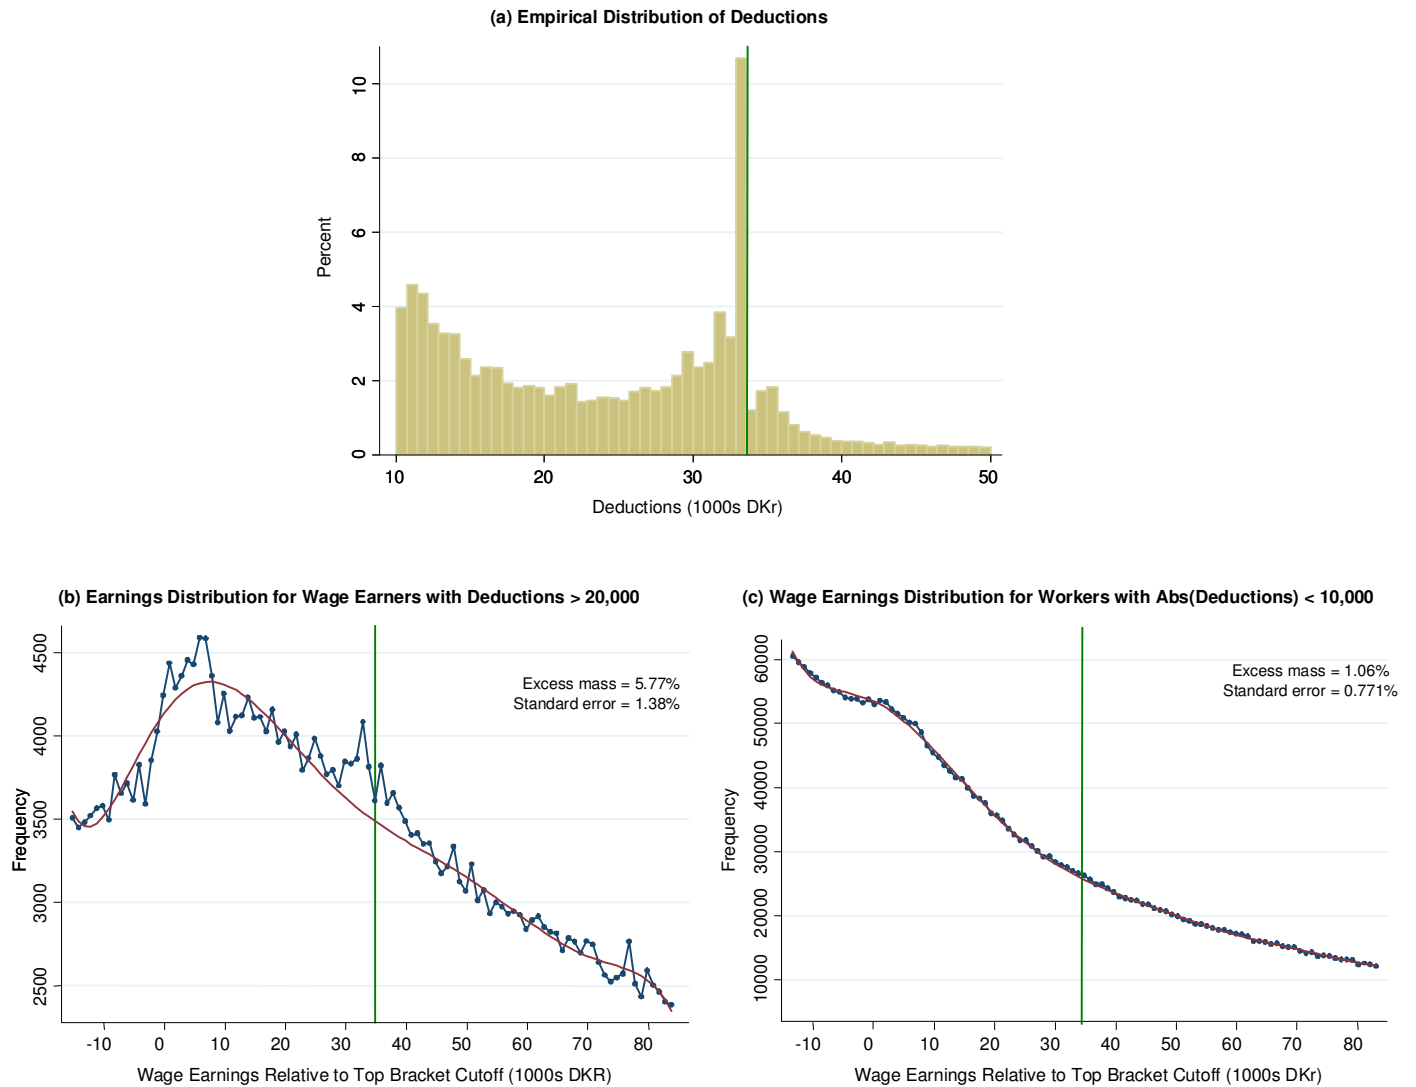 (a) Empirical Distribution of Deductions
10
8
6
4
2
0
Percent
10 20 30 40 50
Deductions (1000s DKr)
(b) Earnings Distribution for Wage Earners with Deductions > 20,000
4500
4000
3500
3000
2500
Frequency
Excess mass = 5.77%
Standard error = 1.38%
-10 0 10 20 30 40 50 60 70 80
Wage Earnings Relative to Top Bracket Cutoff (1000s DKR)
(c) Wage Earnings Distribution for Workers with Abs(Deductions) < 10,000
60000
50000
40000
30000
20000
10000
Frequency
Excess mass = 1.06%
Standard error = 0.771%
-10 0 10 20 30 40 50 60 70 80
Wage Earnings Relative to Top Bracket Cutoff (1000s DKr)